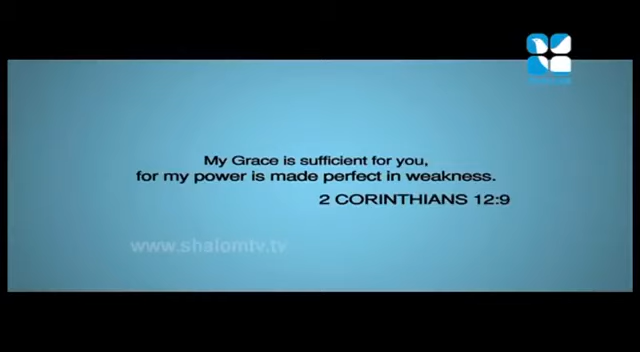 My Grace is sufficient for you,
for my power is made perfect in weakness.
2 CORINTHIANS 12:9
www.shalomtv.tv